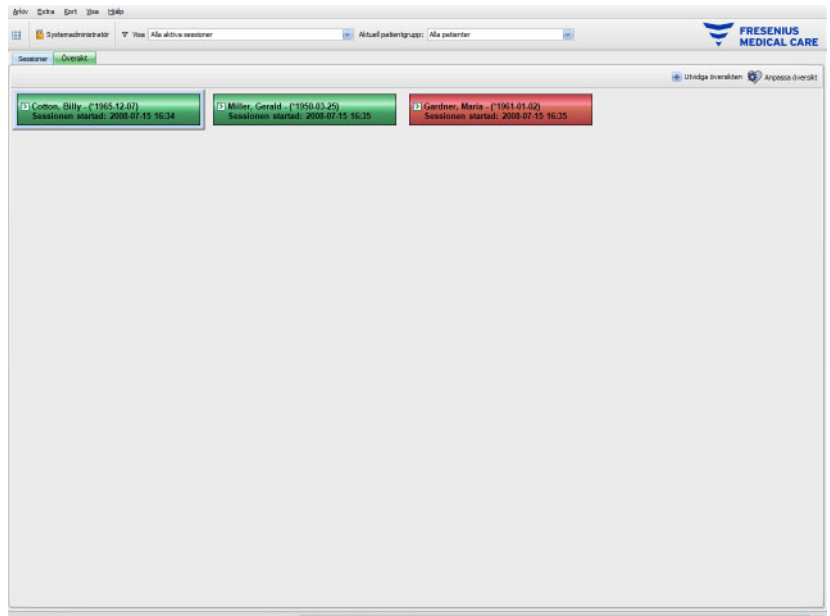 Arkiv Extra Kort Visa Hjälp
Systemadministratör Visa Alla aktiva sessioner Aktuell patientgrupp: Alla patienter
FRESENIUS
MEDICAL CARE
Sessioner Översikt
Utvidga översikten Anpassa översikt
Cotton, Billy - (*1965-12-07)
Sessionen startad: 2008-07-15 16:34
Miller, Gerald - (*1950-03-25)
Sessionen startad: 2008-07-15 16:35
Gardner, Maria - (*1961-01-02)
Sessionen startad: 2008-07-15 16:35